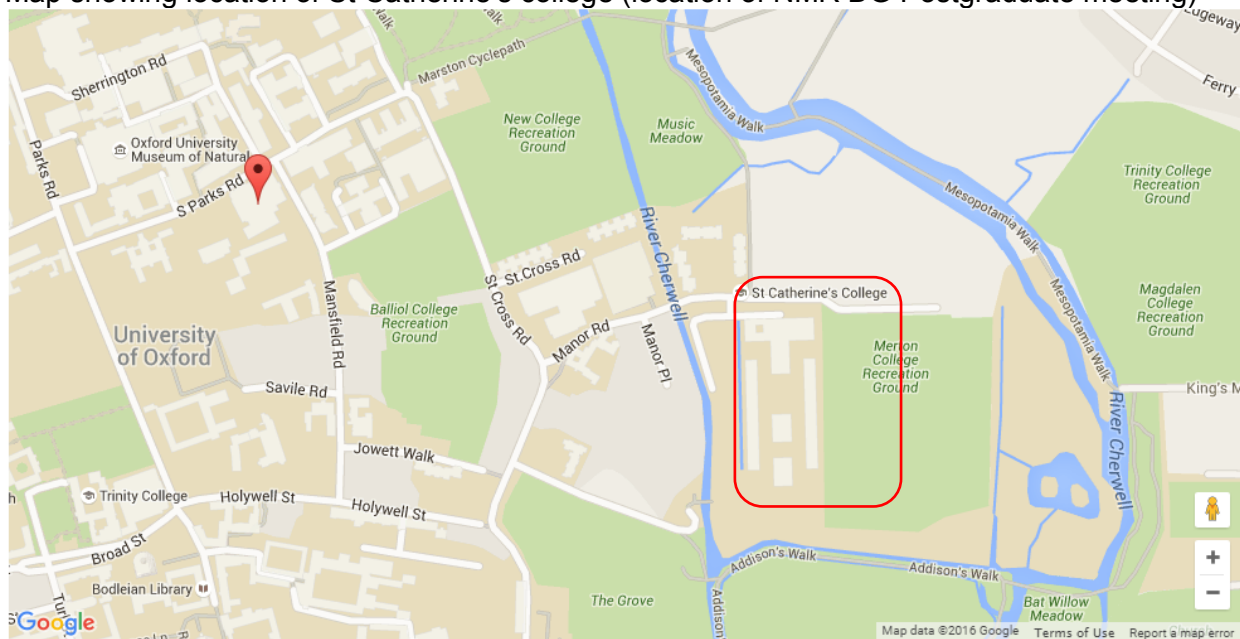 Map showing location of St Catherine's college (location of NMR DG Postgraduate meeting)
Sherrington Rd
Marston Cyclepath
Mesopotamia Walk
Ferry
Parks Rd
Oxford University
Museum of Natural
S Parks Rd
New College
Recreation
Ground
Music
Meadow
Trinity College
Recreation
Ground
Mesopotamia Walk
River Cherwell
St.Cross Rd
St Cross Rd
Mansfield Rd
Balliol College
Recreation
Ground
St Catherine's College
Magdalen
College
Recreation
Ground
Mesopotamia Walk
University
of Oxford
Manor Rd
Manor Pl
Merton
College
Recreation
Ground
Savile Rd
King's M
River Cherwell
Jowett Walk
Trinity College
Holywell St
Holywell St
Broad St
Addison's Walk
Addison's Walk
Bodleian Library
The Grove
Addison
Bat Willow
Meadow
Google
Map data ©2016 Google
Terms of Use
Report a map error